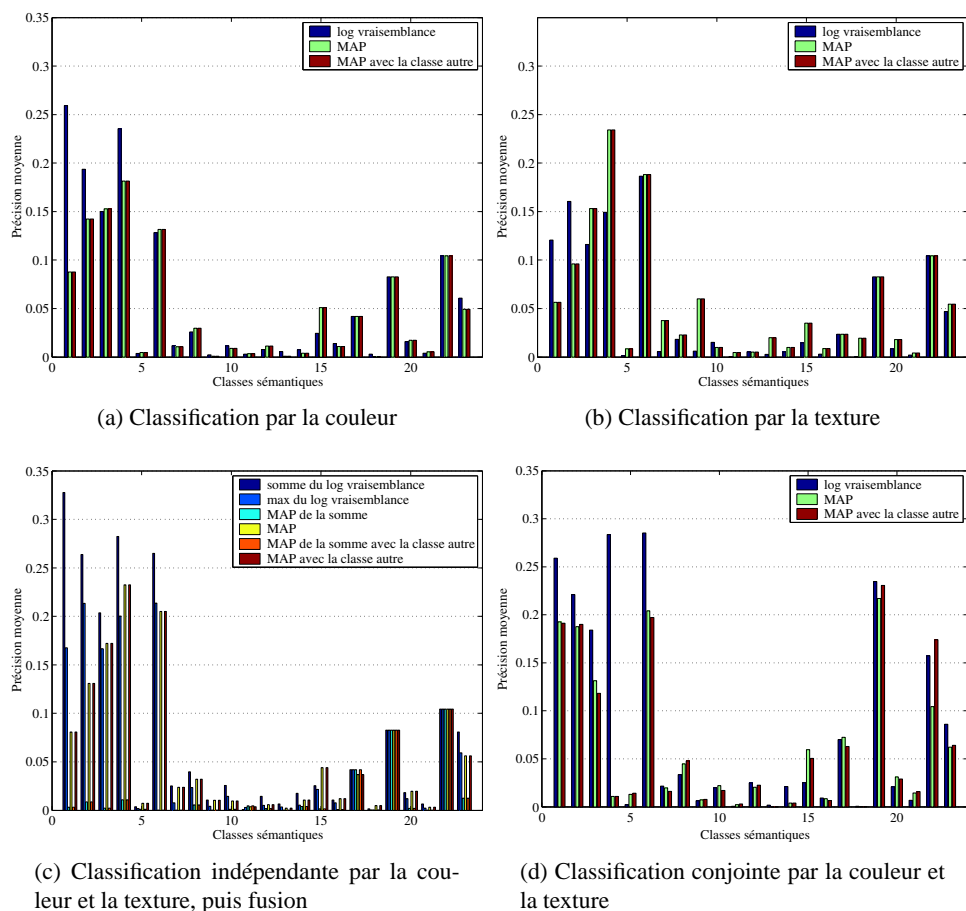 0.35
0.3
0.25
0.2
0.15
0.1
0.05
0
Précision moyenne
log vraisemblance
MAP
MAP avec la classe autre
0 5 10 15 20
Classes sémantiques
(a) Classification par la couleur
0.35
0.3
0.25
0.2
0.15
0.1
0.05
0
Précision moyenne
log vraisemblance
MAP
MAP avec la classe autre
0 5 10 15 20
Classes sémantiques
(b) Classification par la texture
0.35
0.3
0.25
0.2
0.15
0.1
0.05
0
Précision moyenne
somme du log vraisemblance
max du log vraisemblance
MAP de la somme
MAP
MAP de la somme avec la classe autre
MAP avec la classe autre
0 5 10 15 20
Classes sémantiques
(c) Classification indépendante par la cou-
leur et la texture, puis fusion
0.35
0.3
0.25
0.2
0.15
0.1
0.05
0
Précision moyenne
log vraisemblance
MAP
MAP avec la classe autre
0 5 10 15 20
Classes sémantiques
(d) Classification conjointe par la couleur et
la texture